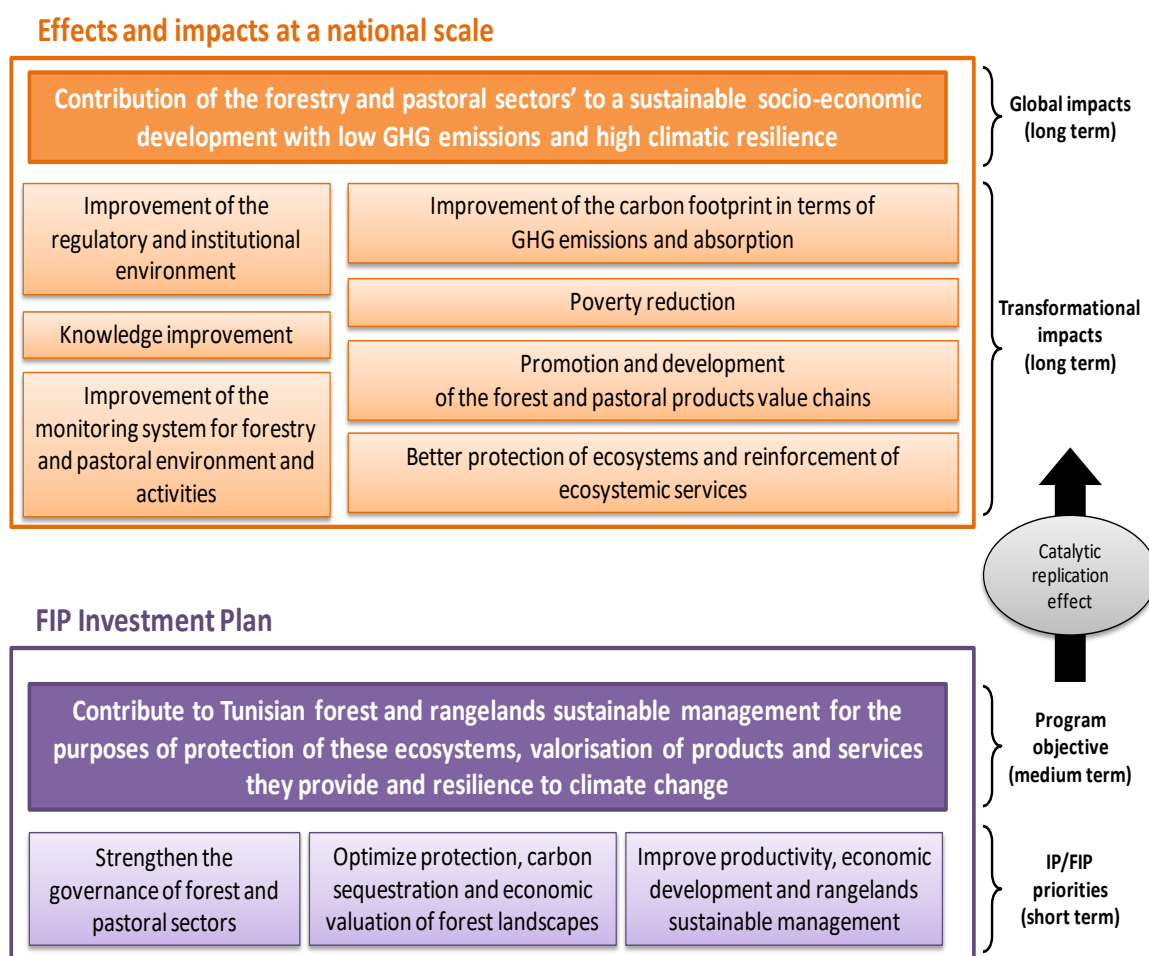 Effects and impacts at a national scale
Contribution of the forestry and pastoral sectors’ to a sustainable socio-economic
development with low GHG emissions and high climatic resilience
Global impacts
(long term)
Improvement of the
regulatory and institutional
environment
Knowledge improvement
Improvement of the
monitoring system for forestry
and pastoral environment and
activities
Improvement of the carbon footprint in terms of
GHG emissions and absorption
Poverty reduction
Promotion and development
of the forest and pastoral products value chains
Better protection of ecosystems and reinforcement of
ecosystemic services
Transformational
impacts
(long term)
Catalytic
replication
effect
FIP Investment Plan
Contribute to Tunisian forest and rangelands sustainable management for the
purposes of protection of these ecosystems, valorisation of products and services
they provide and resilience to climate change
Program
objective
(medium term)
Strengthen the
governance of forest and
pastoral sectors
Optimize protection, carbon
sequestration and economic
valuation of forest landscapes
Improve productivity, economic
development and rangelands
sustainable management
IP/FIP
priorities
(short term)